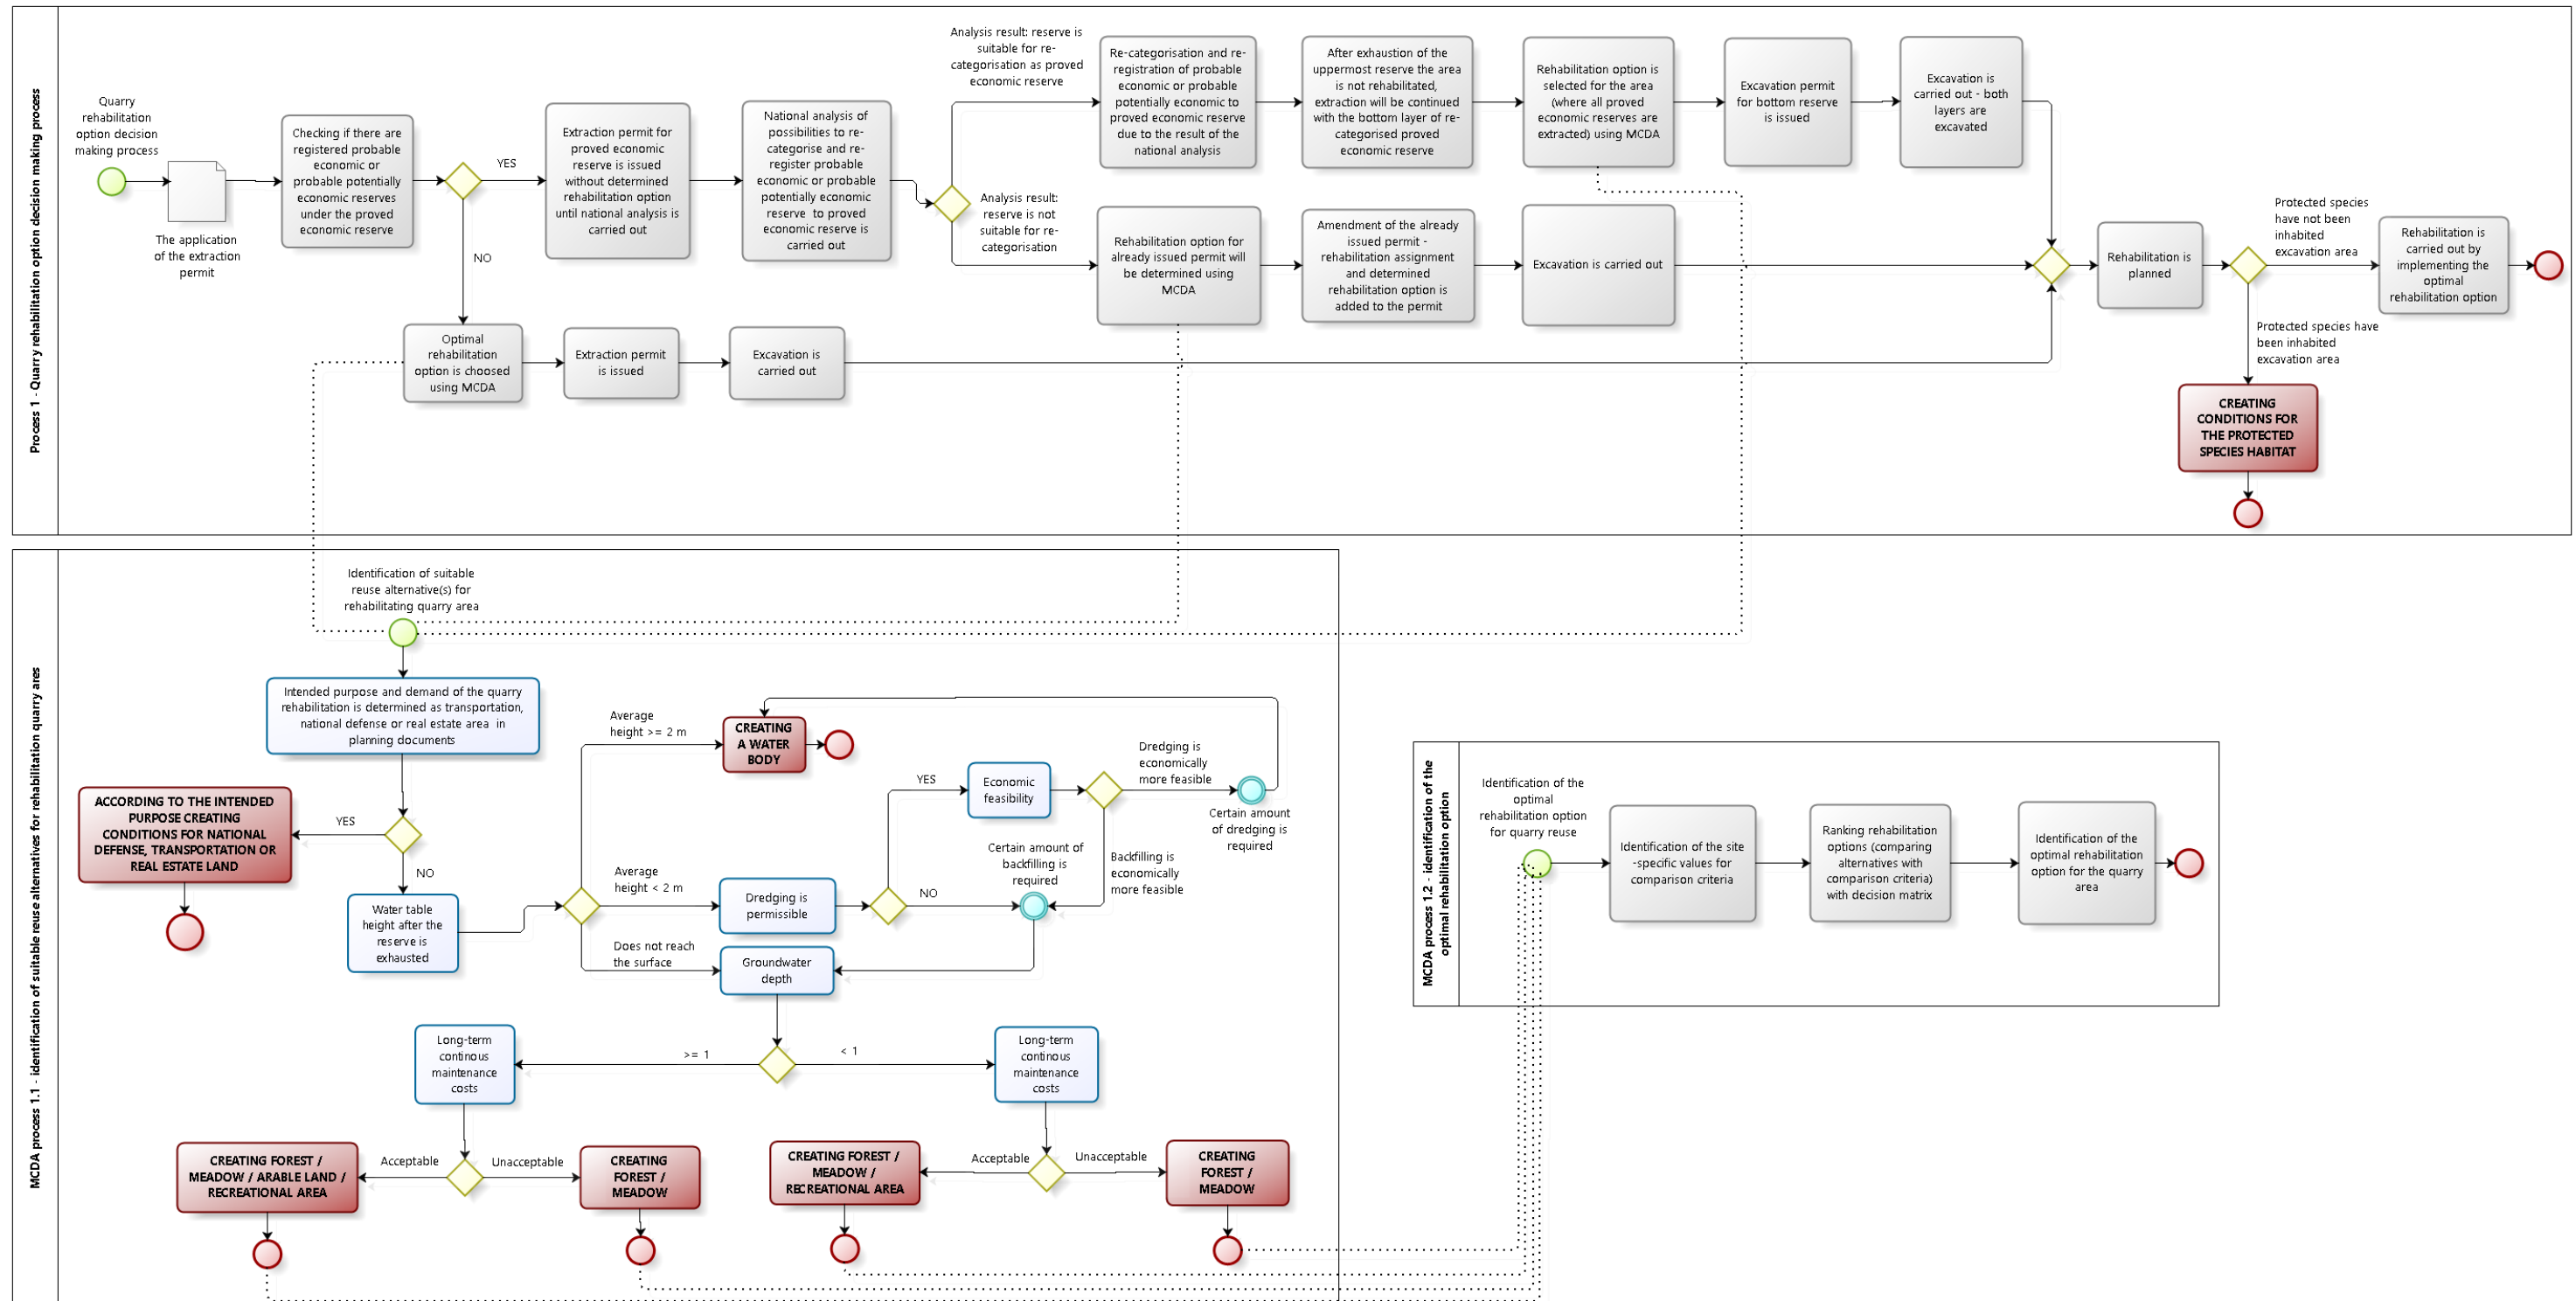 Process 1 - Quarry rehabilitation option decision making process
Quarry
rehabilitation
option decision
making process
The application
of the extraction
permit
Checking if there are
registered probable
economic or
probable potentially
economic reserves
under the proved
economic reserve
YES
NO
Extraction permit for
proved economic
reserve is issued
without determined
rehabilitation option
until national analysis is
carried out
National analysis of
possibilities to re-
categorise and re-
register probable
economic or probable
potentially economic
reserve to proved
economic reserve is
carried out
Analysis result: reserve is
suitable for re-
categorisation as proved
economic reserve
Analysis result:
reserve is not
suitable for re-
categorisation
Re-categorisation and re-
registration of probable
economic or probable
potentially economic to
proved economic reserve
due to the result of the
national analysis
After exhaustion of the
uppermost reserve the area
is not rehabilitated,
extraction will be continued
with the bottom layer of re-
categorised proved
economic reserve
Rehabilitation option is
selected for the area
(where all proved
economic reserves are
extracted) using MCDA
Excavation permit
for bottom reserve
is issued
Excavation is
carried out - both
layers are
excavated
Rehabilitation option for
already issued permit will
be determined using
MCDA
Amendment of the already
issued permit -
rehabilitation assignment
and determined
rehabilitation option is
added to the permit
Excavation is carried out
Rehabilitation is
planned
Protected species
have not been
inhabited
excavation area
Rehabilitation is
carried out by
implementing the
optimal
rehabilitation option
Protected species have
been inhabited
excavation area
CREATING
CONDITIONS FOR
THE PROTECTED
SPECIES HABITAT
Optimal
rehabilitation
option is choosed
using MCDA
Extraction permit
is issued
Excavation is
carried out
MCDA process 1.1 - identification of suitable reuse alternatives for rehabilitation quarry ares
Identification of suitable
reuse alternative(s) for
rehabilitating quarry area
Intended purpose and demand of the quarry
rehabilitation is determined as transportation,
national defense or real estate area in
planning documents
YES
NO
ACCORDING TO THE INTENDED
PURPOSE CREATING
CONDITIONS FOR NATIONAL
DEFENSE, TRANSPORTATION OR
REAL ESTATE LAND
Water table
height after the
reserve is
exhausted
Average
height >= 2 m
CREATING
A WATER
BODY
Average
height < 2 m
Dredging is
permissible
Does not reach
the surface
Groundwater
depth
YES
NO
Economic
feasibility
Dredging is
economically
more feasible
Certain amount
of dredging is
required
Certain amount of
backfilling is
required
Backfilling is
economically
more feasible
>= 1
< 1
Long-term
continous
maintenance
costs
Long-term
continous
maintenance
costs
Acceptable
Unacceptable
CREATING FOREST /
MEADOW / ARABLE LAND /
RECREATIONAL AREA
CREATING
FOREST /
MEADOW
Acceptable
Unacceptable
CREATING FOREST /
MEADOW /
RECREATIONAL AREA
CREATING
FOREST /
MEADOW
MCDA process 1.2 - identification of the
optimal rehabilitation option
Identification of the
optimal
rehabilitation option
for quarry reuse
Identification of the site
-specific values for
comparison criteria
Ranking rehabilitation
options (comparing
alternatives with
comparison criteria)
with decision matrix
Identification of the
optimal rehabilitation
option for the quarry
area